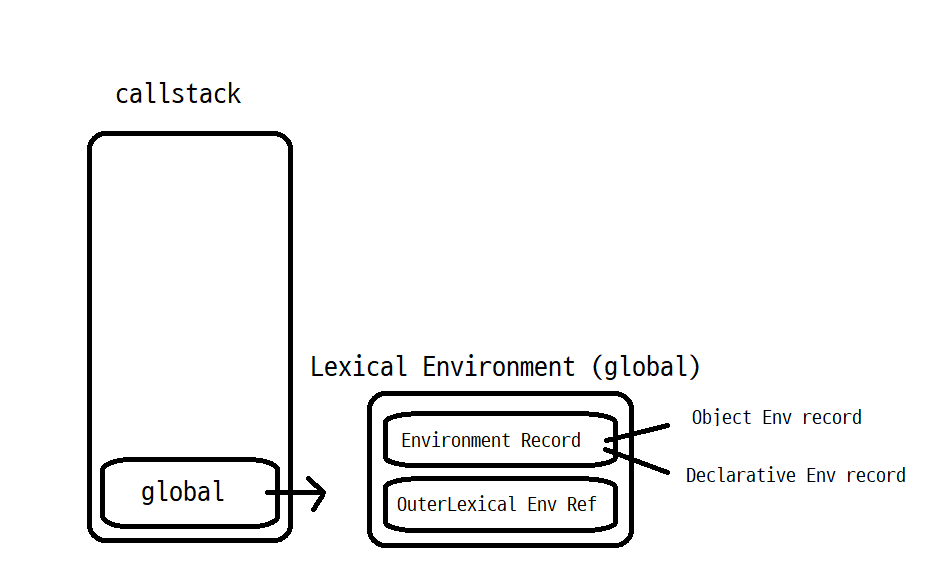 callstack
Lexical Environment (global)
Object Env record
Environment Record
Declarative Env record
global
OuterLexical Env Ref